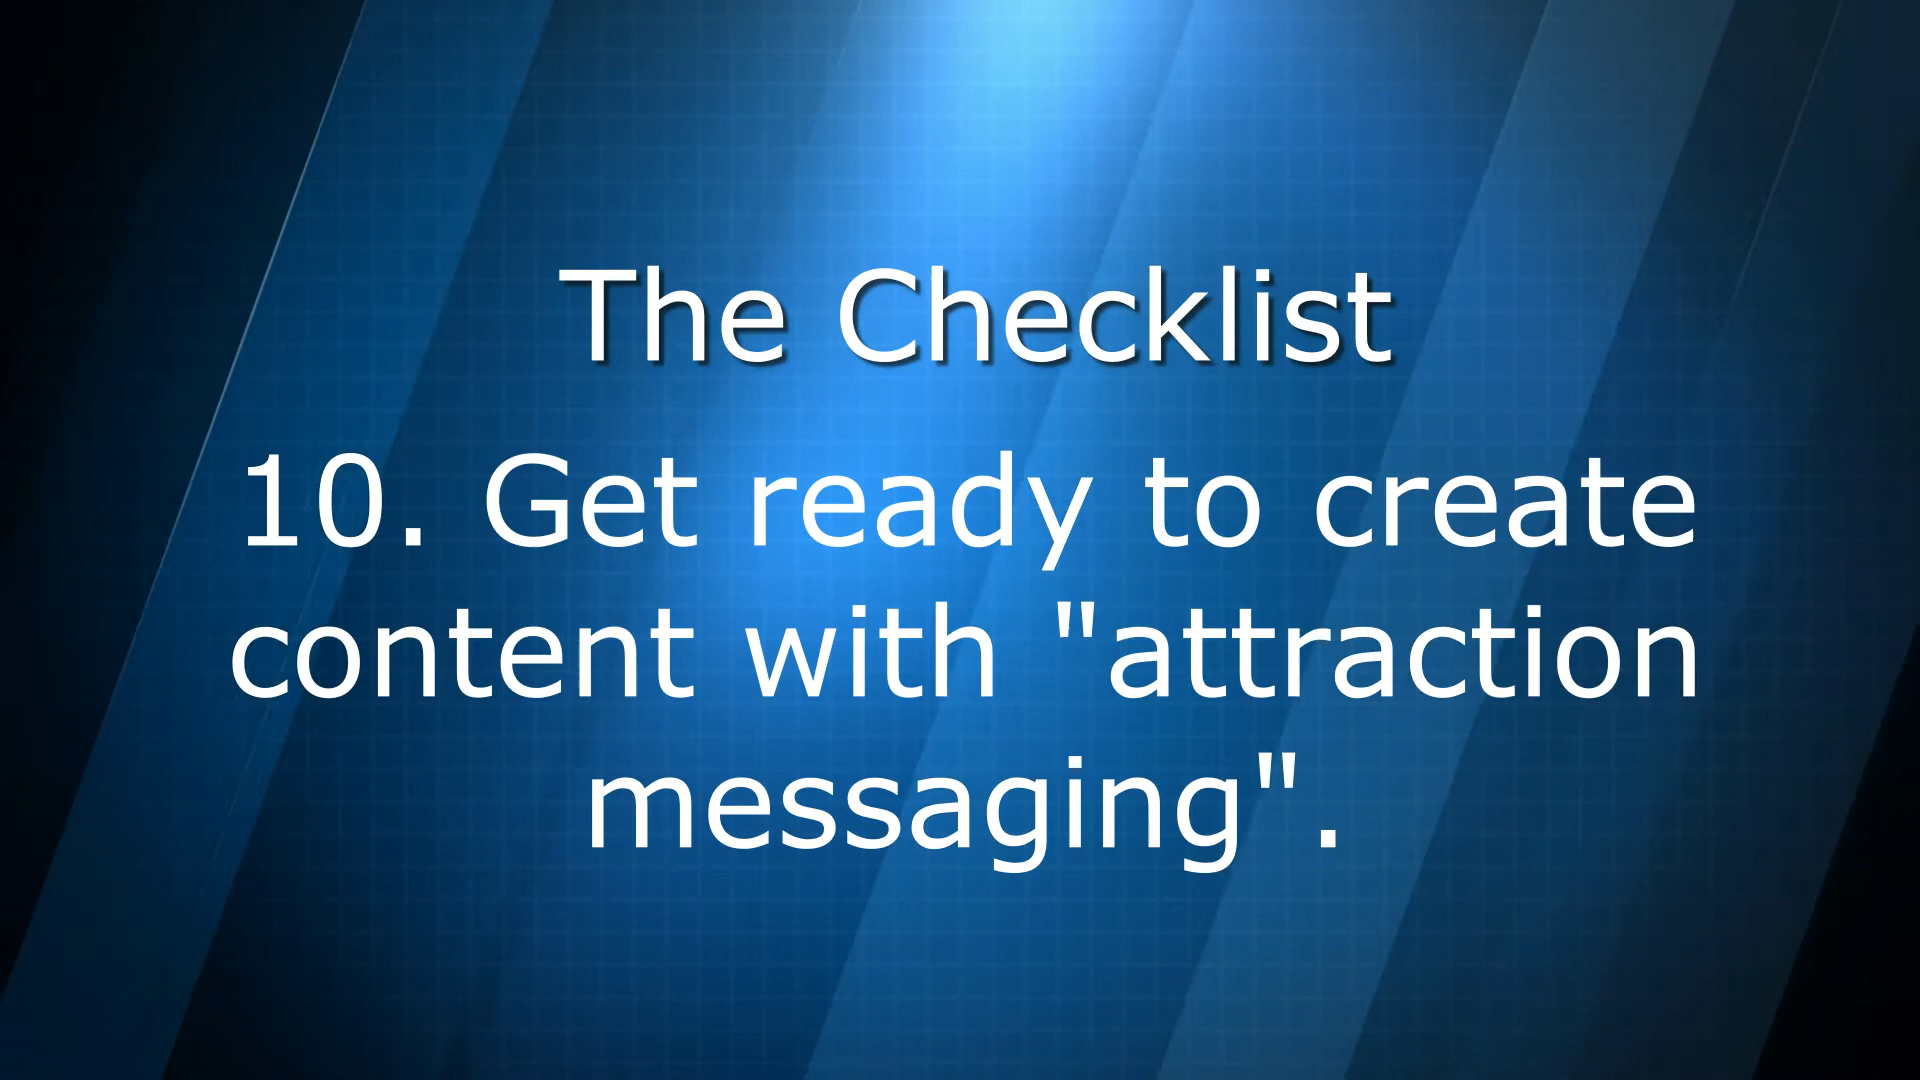 The Checklist
10. Get ready to create
content with "attraction
messaging".